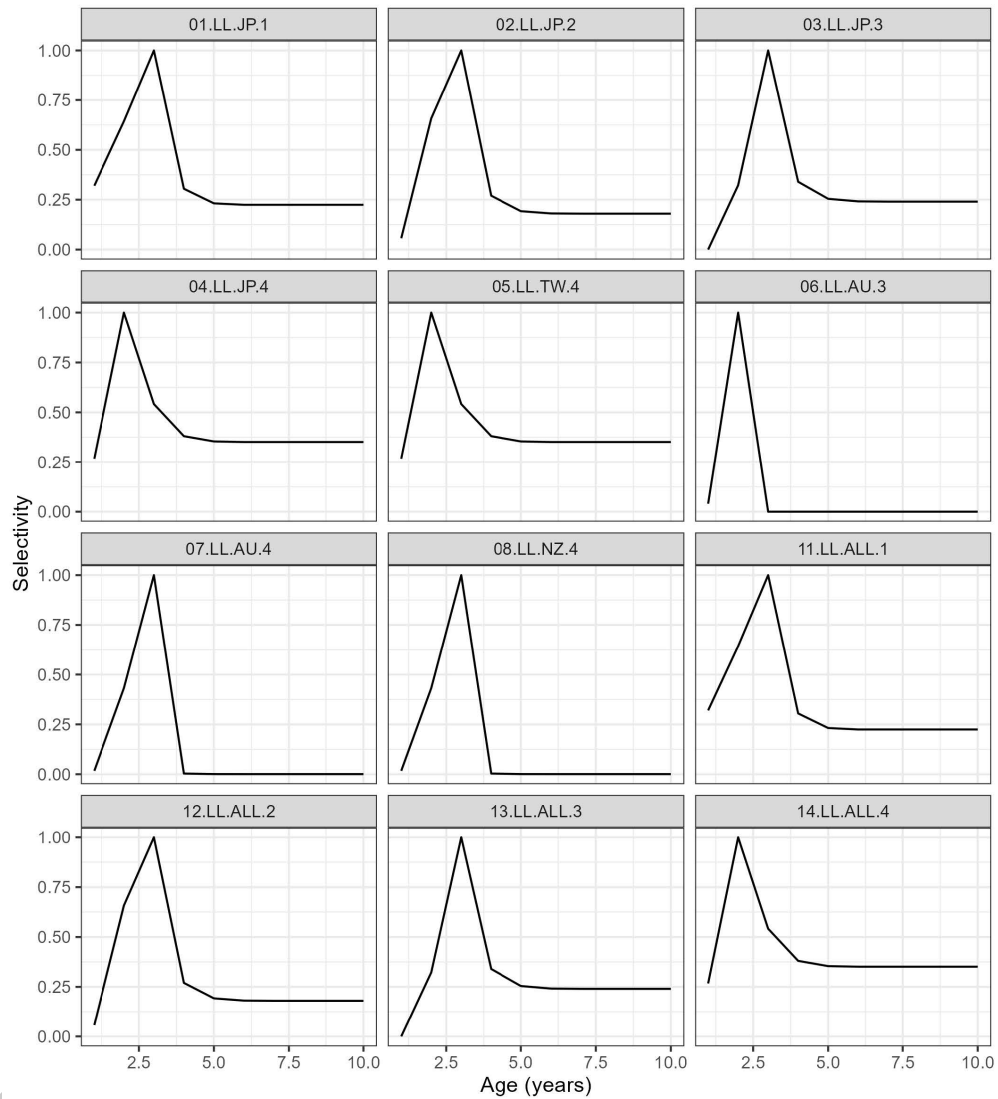 01.LL.JP.1 02.LL.JP.2 03.LL.JP.3
1.00
0.75
0.50
0.25
0.00
04.LL.JP.4 05.LL.TW.4 06.LL.AU.3
1.00
0.75
0.50
0.25
0.00
Selectivity
07.LL.AU.4 08.LL.NZ.4 11.LL.ALL.1
1.00
0.75
0.50
0.25
0.00
12.LL.ALL.2 13.LL.ALL.3 14.LL.ALL.4
1.00
0.75
0.50
0.25
0.00
2.5 5.0 7.5 10.0 2.5 5.0 7.5 10.0 2.5 5.0 7.5 10.0
Age (years)